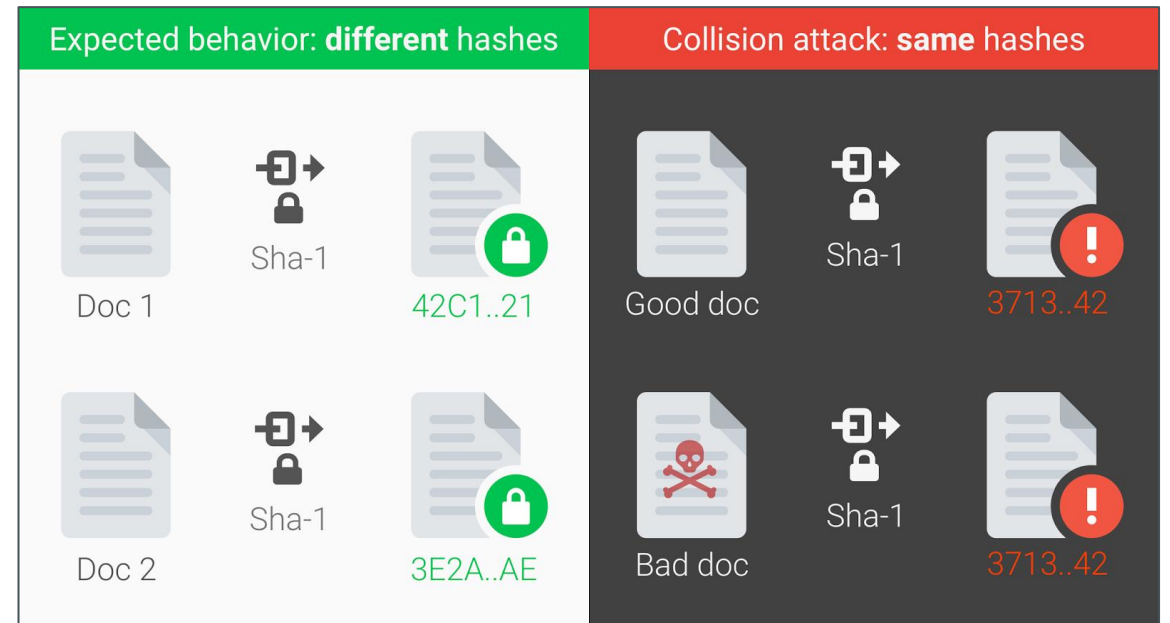 Expected behavior: different hashes
Collision attack: same hashes
Sha-1
Doc 1
42C1..21
Sha-1
Doc 2
3E2A..AE
Sha-1
Good doc
3713..42
Sha-1
Bad doc
3713..42